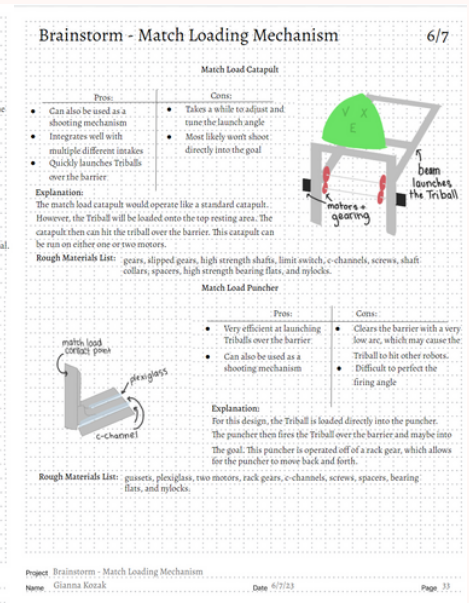 Brainstorm - Match Loading Mechanism
6/7
Match Load Catapult
Pros:
• Can also be used as a
shooting mechanism
• Integrates well with
multiple different intakes
• Quickly launches Triballs
over the barrier
Cons:
• Takes a while to adjust and
tune the launch angle
• Most likely won't shoot
directly into the goal
V X
E
beam
launches
the Triball
motors +
gearing
Explanation:
The match load catapult would operate like a standard catapult.
However, the Triball will be loaded onto the top resting area. The
catapult then can hit the triball over the barrier. This catapult can
be run on either one or two motors.
al.
Rough Materials List: gears, slipped gears, high strength shafts, limit switch, c-channels, screws, shaft
collars, spacers, high strength bearing flats, and nylocks.
Match Load Puncher
Pros:
• Very efficient at launching
Triballs over the barrier
• Can also be used as a
shooting mechanism
Cons:
• Clears the barrier with a very
low arc, which may cause the
Triball to hit other robots.
• Difficult to perfect the
firing angle
match load
contact point
plexiglass
c-channel
Explanation:
For this design, the Triball is loaded directly into the puncher.
The puncher then fires the Triball over the barrier and maybe into
The goal. This puncher is operated off of a rack gear, which allows
for the puncher to move back and forth.
Rough Materials List: gussets, plexiglass, two motors, rack gears, c-channels, screws, spacers, bearing
flats, and nylocks.
Project Brainstorm - Match Loading Mechanism
Name Gianna Kozak
Date 6/7/23
Page 33